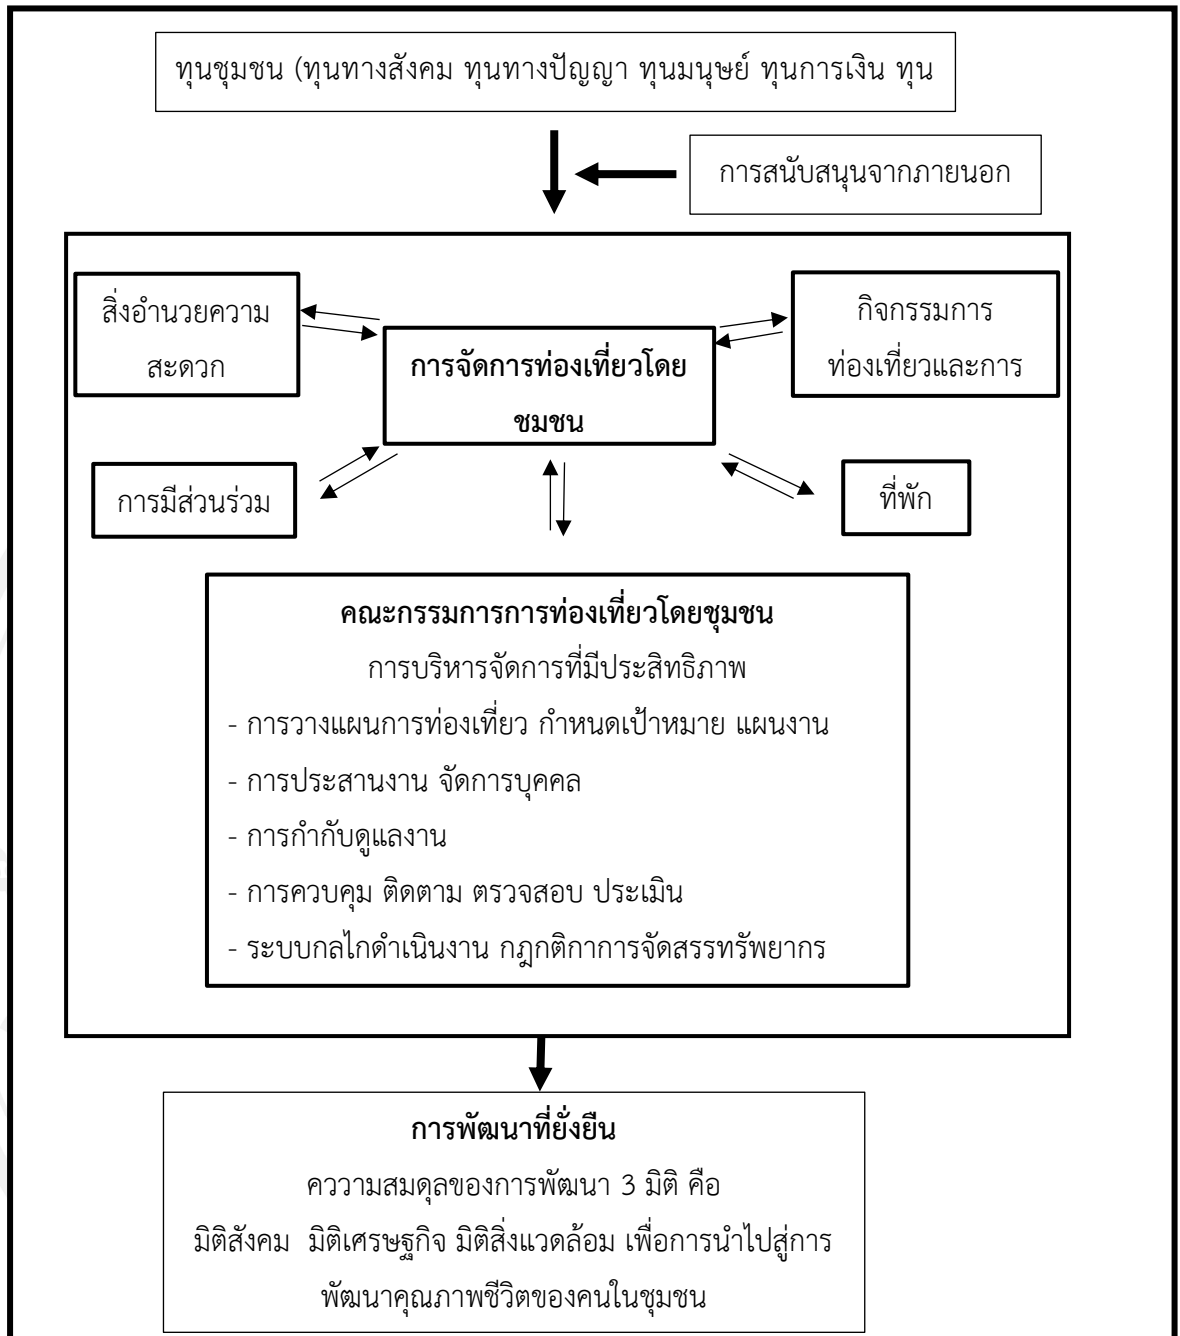 ทุนชุมชน (ทุนทางสังคม ทุนทางปัญญา ทุนมนุษย์ ทุนการเงิน ทุน
การสนับสนุนจากภายนอก
สิ่งอำนวยความ
สะดวก
กิจกรรมการ
ท่องเที่ยวและการ
การจัดการท่องเที่ยวโดย
ชมชน
การมีส่วนร่วม
ที่พัก
คณะกรรมการการท่องเที่ยวโดยชุมชน
การบริหารจัดการที่มีประสิทธิภาพ
- การวางแผนการท่องเที่ยว กำหนดเป้าหมาย แผนงาน
- การประสานงาน จัดการบุคคล
- การกำกับดูแลงาน
- การควบคุม ติดตาม ตรวจสอบ ประเมิน
- ระบบกลไกดำเนินงาน กฎกติกาการจัดสรรทรัพยากร
การพัฒนาที่ยั่งยืน
คววามสมดุลของการพัฒนา 3 มิติ คือ
มิติสังคม มิติเศรษฐกิจ มิติสิ่งแวดล้อม เพื่อการนำไปสู่การ
พัฒนาคุณภาพชีวิตของคนในชุมชน